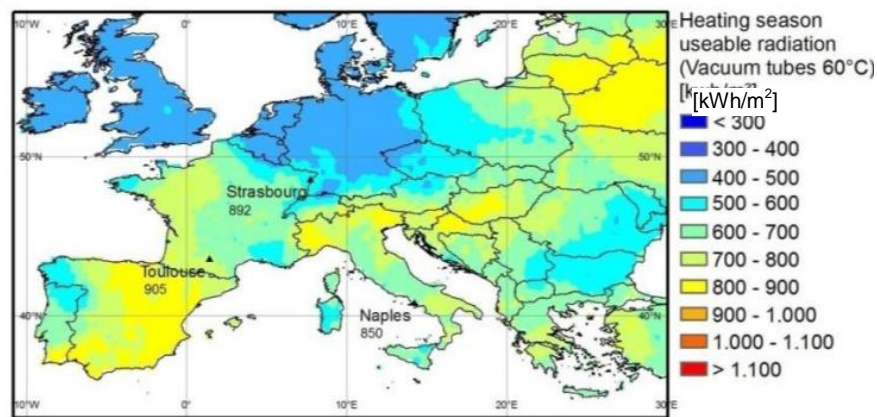 10°W
0°
10°E
20°E
30°E
50°N
50°N
40°N
40°N
10°W
0°
10°E
20°E
30°E
Strasbourg
892
Toulouse
905
Naples
850
Heating season
useable radiation
(Vacuum tubes 60°C)
[kWh/m²]
< 300
300 - 400
400 - 500
500 - 600
600 - 700
700 - 800
800 - 900
900 - 1.000
1.000 - 1.100
> 1.100